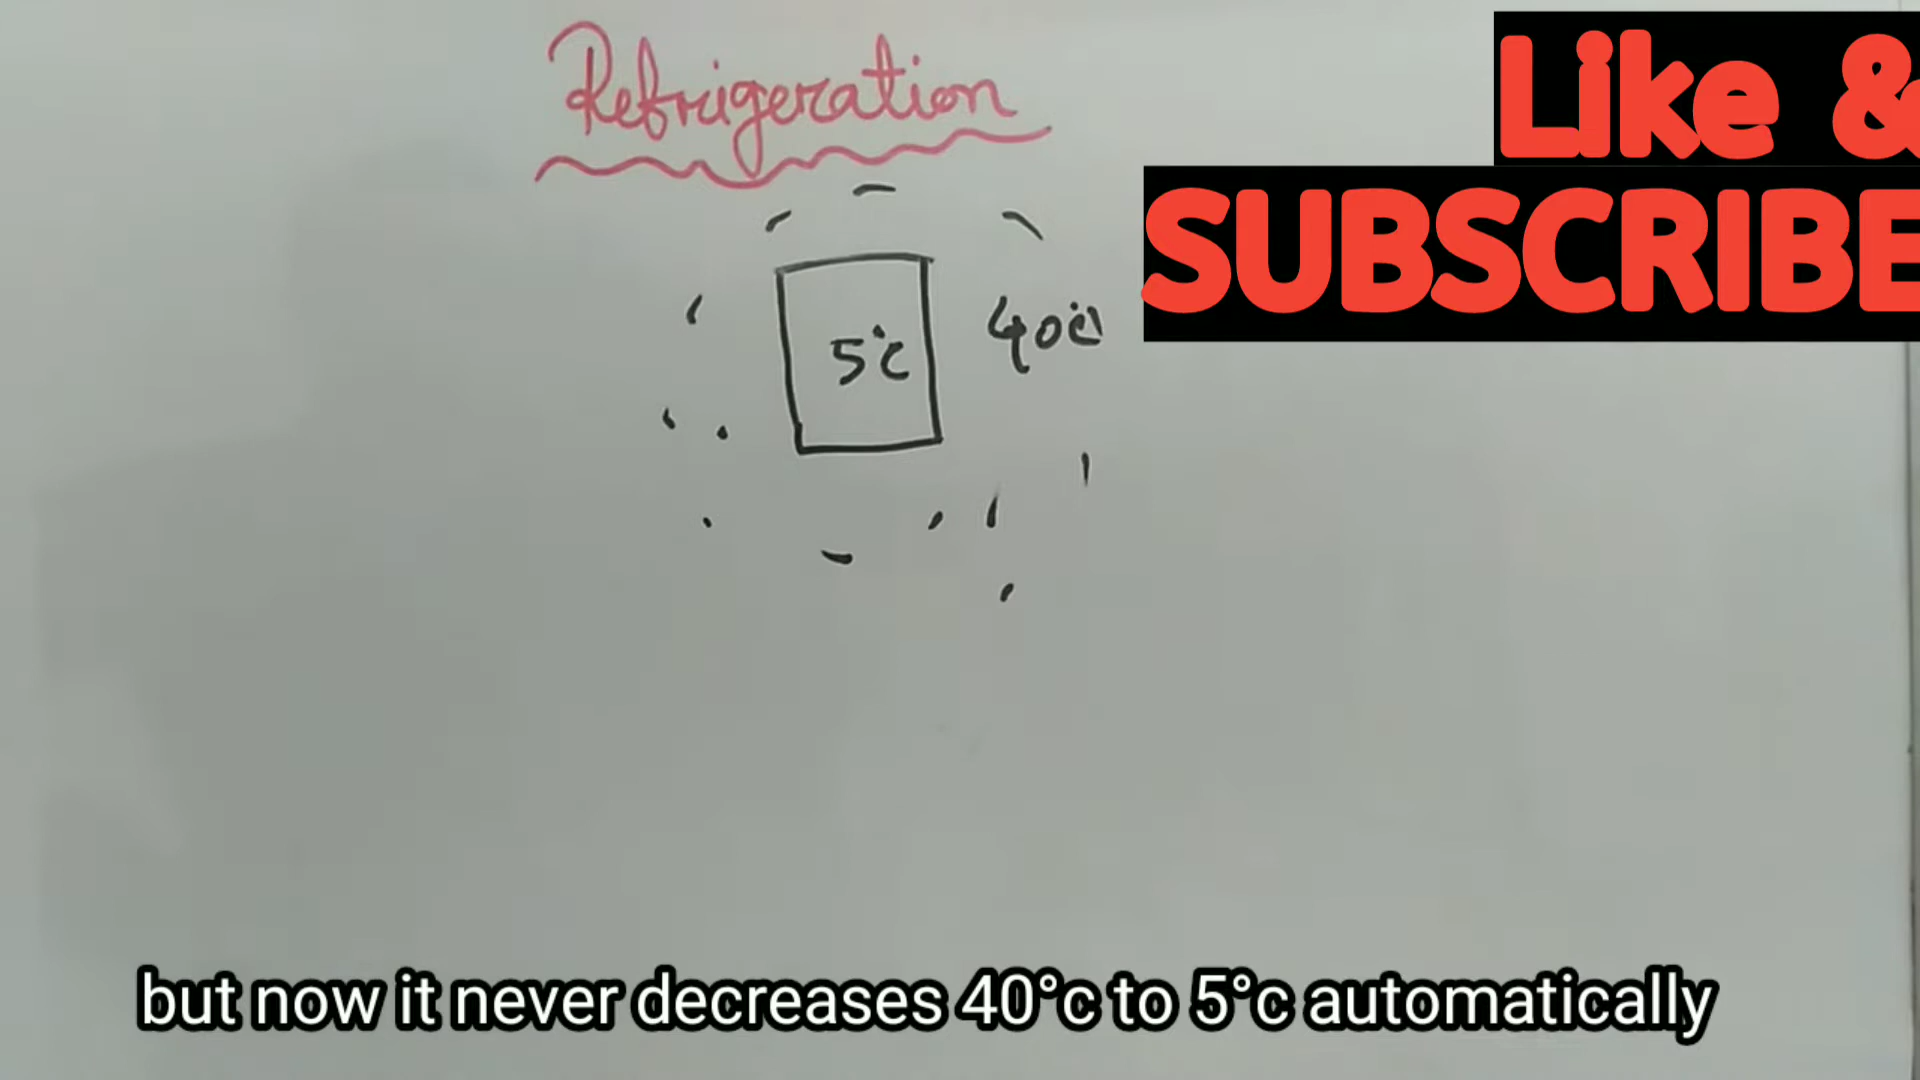 Refrigeration
Like &
SUBSCRIBE
5°c
40°c
but now it never decreases 40°c to 5°c automatically